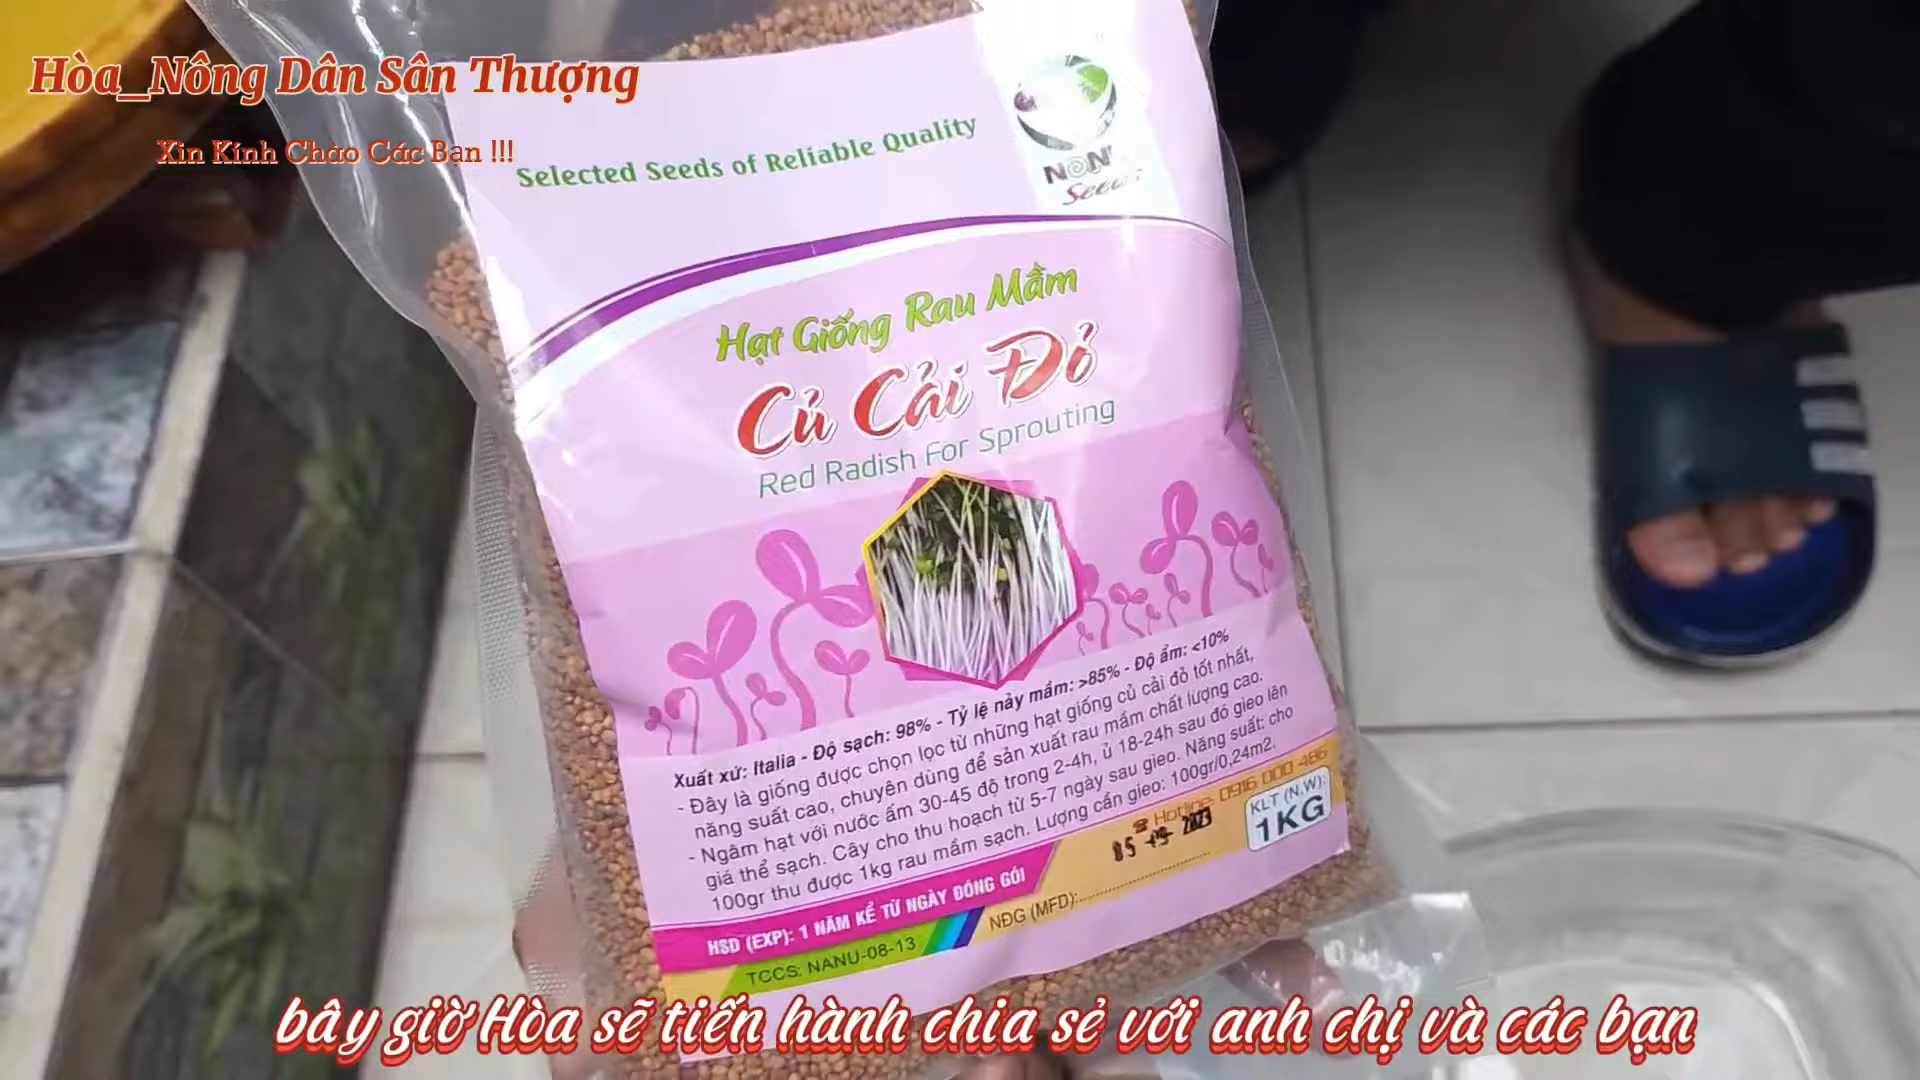 Hòa_Nông Dân Sân Thượng
Xin Kính Chào Các Bạn !!!
Selected Seeds of Reliable Quality
Hạt Giống Rau Mầm
Củ Cải Đỏ
Red Radish For Sprouting
Xuất xứ: Italia - Độ sạch: 98% - Tỷ lệ nảy mầm: >85% - Độ ẩm: <10%
- Đây là giống được chọn lọc từ những hạt giống củ cải đỏ tốt nhất,
năng suất cao, chuyên dùng để sản xuất rau mầm chất lượng cao.
- Ngâm hạt với nước ấm 30-45 độ trong 2-4h, ủ 18-24h sau đó gieo lên
giá thể sạch. Cây cho thu hoạch từ 5-7 ngày sau gieo. Năng suất: cho
100gr thu được 1kg rau mầm sạch. Lượng cần gieo: 100gr/0,24m2.
Hotline: 0916 000 486
KLT (N.W):
1KG
HSD (EXP): 1 NĂM KỂ TỪ NGÀY ĐÓNG GÓI
NĐG (MFD):
TCCS: NANU-08-13
bây giờ Hòa sẽ tiến hành chia sẻ với anh chị và các bạn